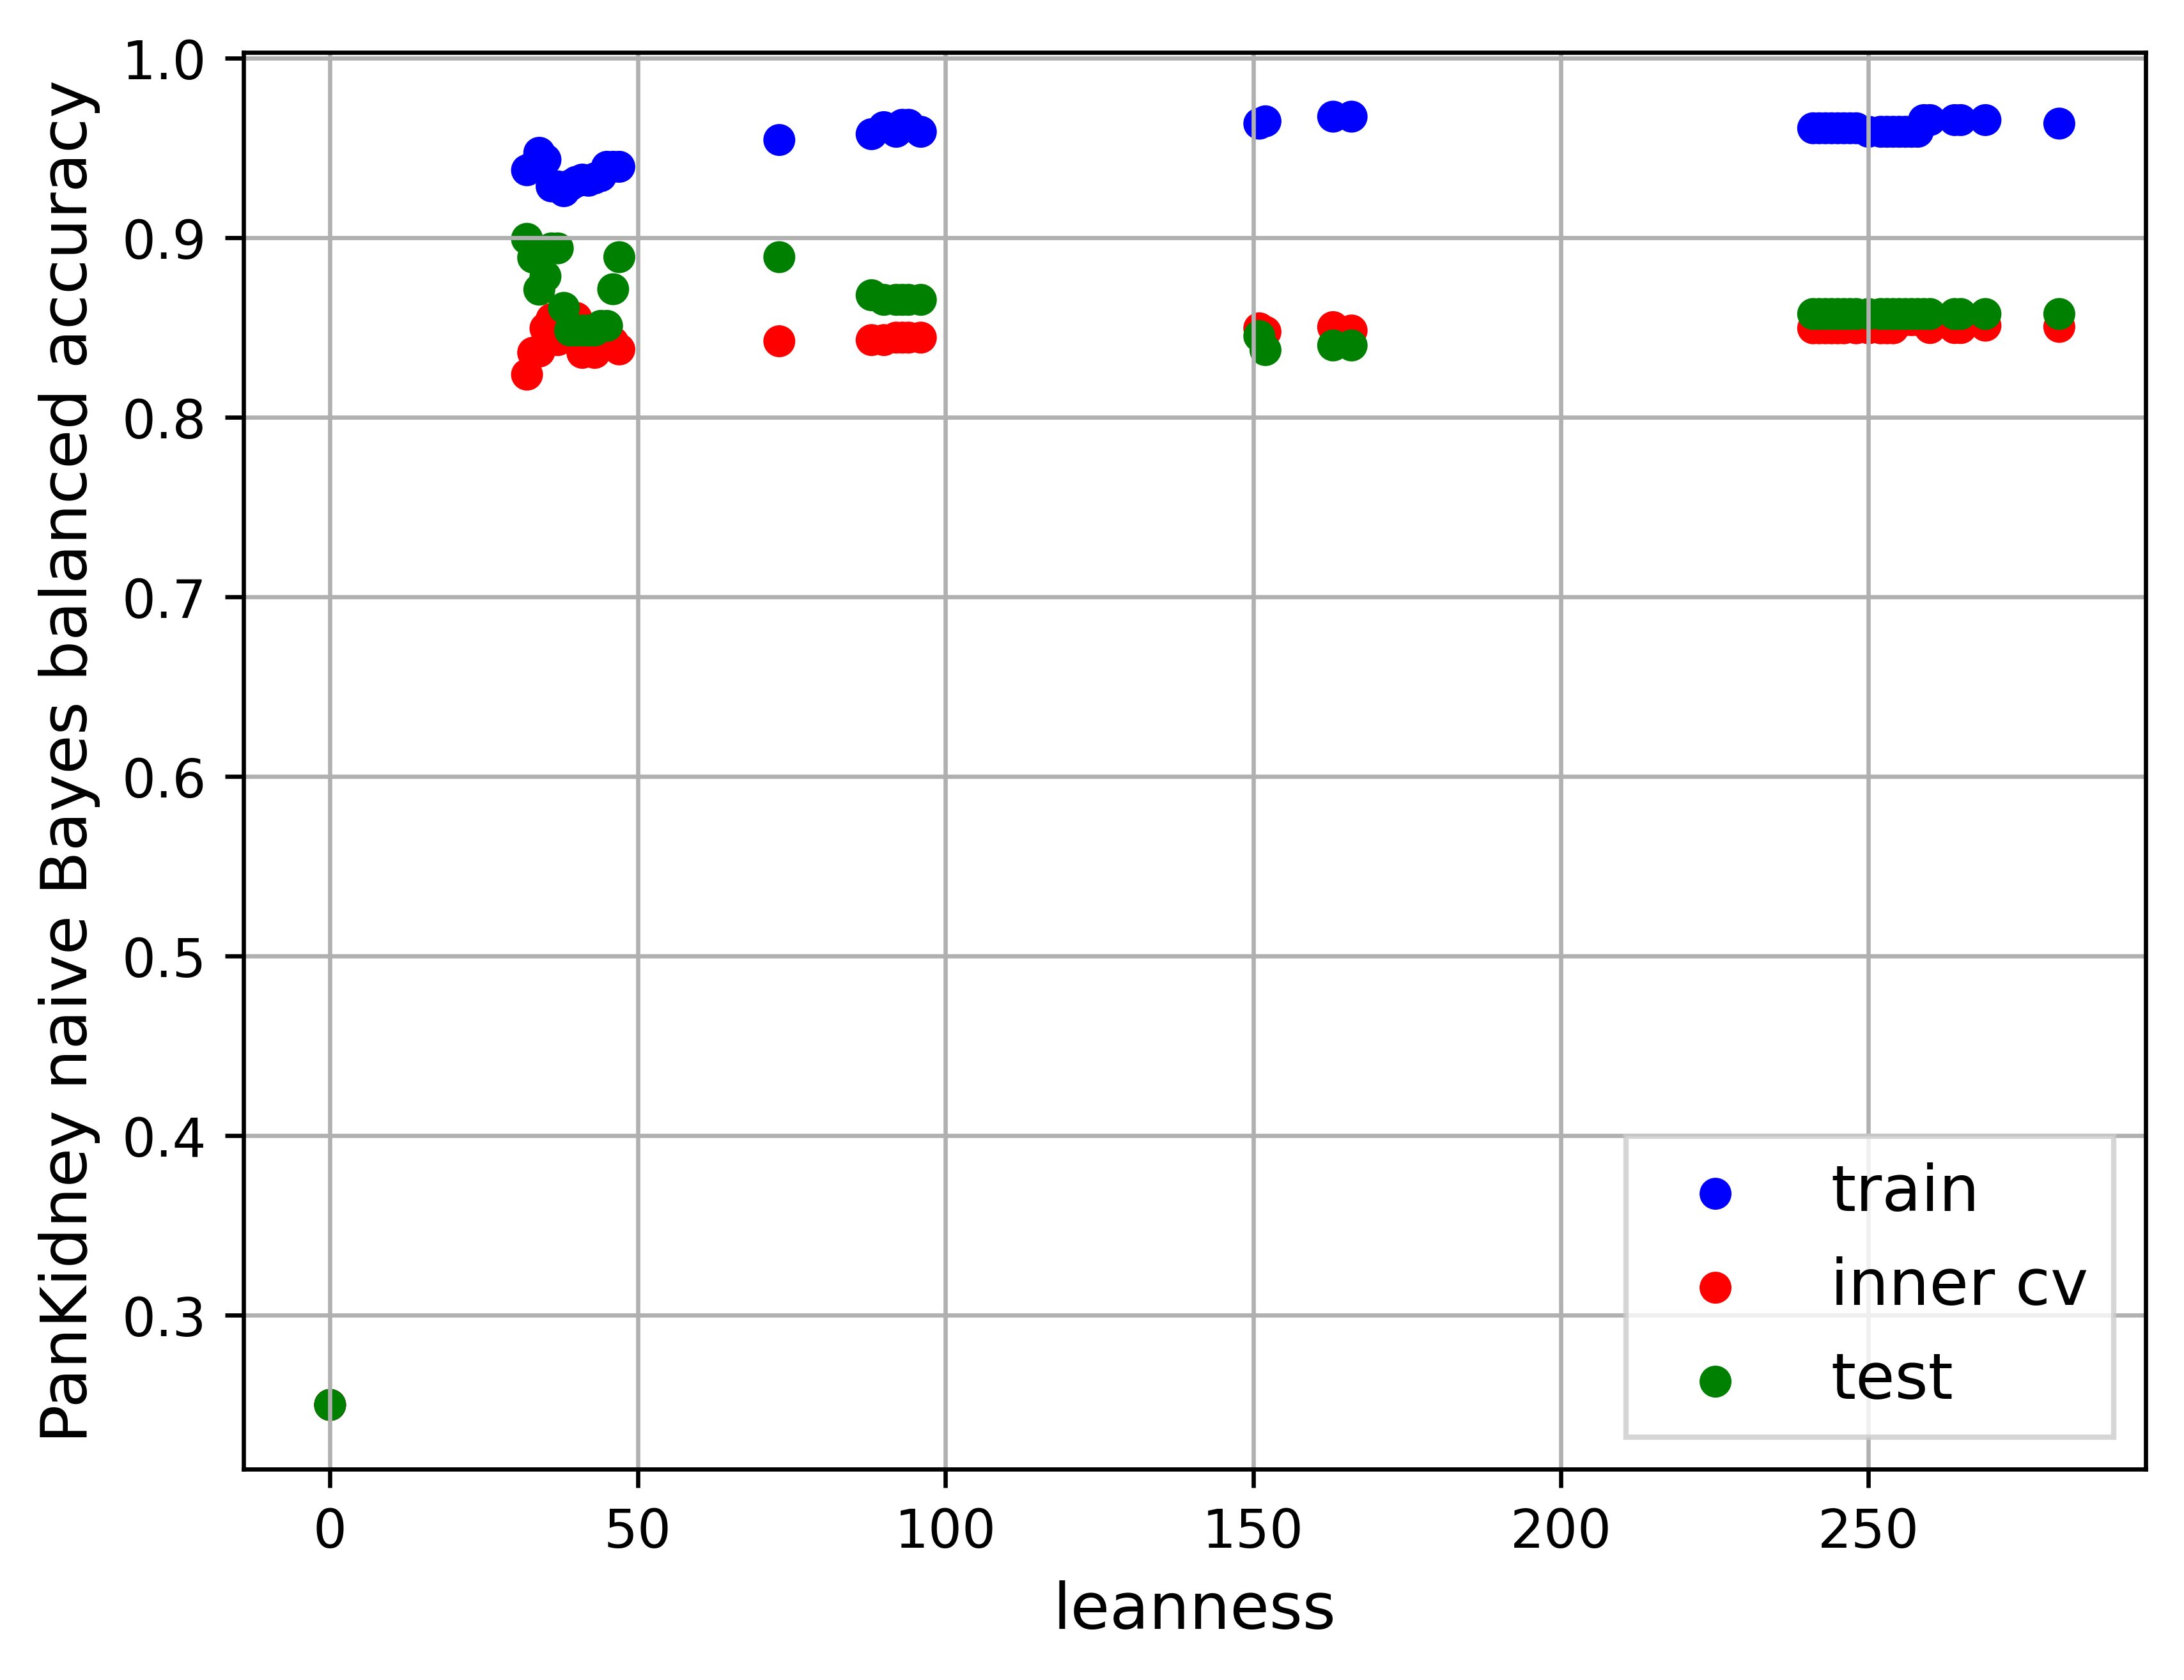 PanKidney naive Bayes balanced accuracy
1.0
0.9
0.8
0.7
0.6
0.5
0.4
0.3
train
inner cv
test
0 50 100 150 200 250
leanness